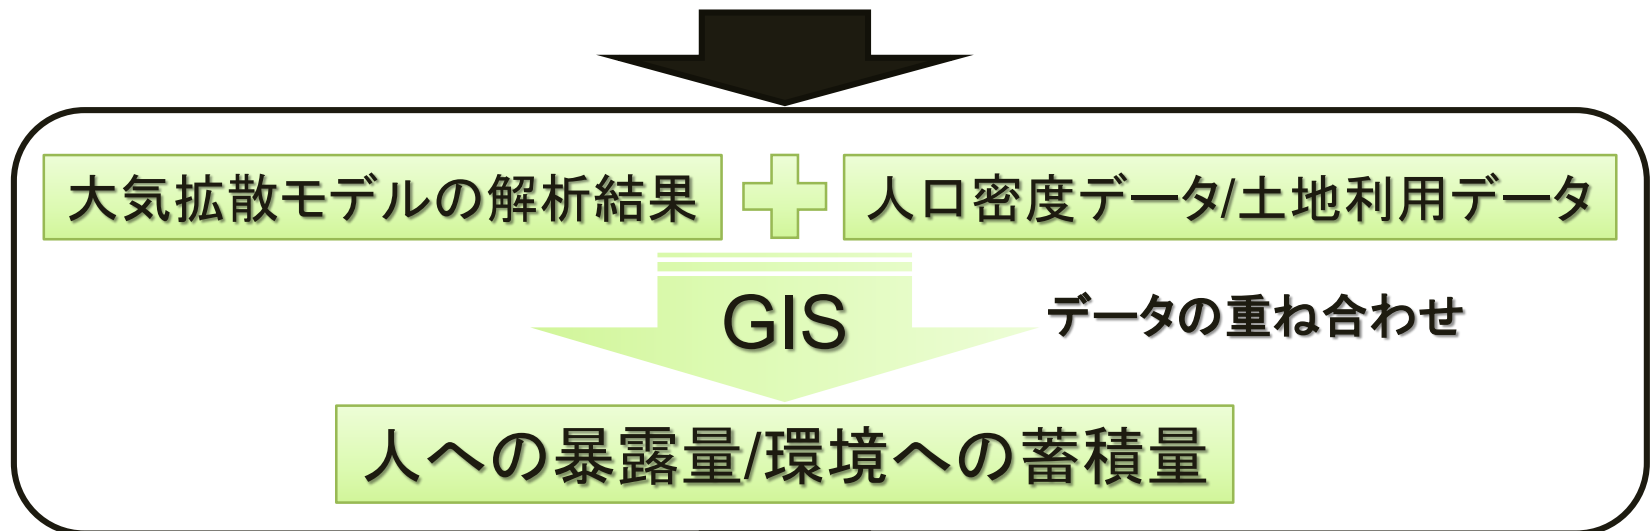 大気拡散モデルの解析結果
人口密度データ/土地利用データ
GIS
データの重ね合わせ
人への暴露量/環境への蓄積量